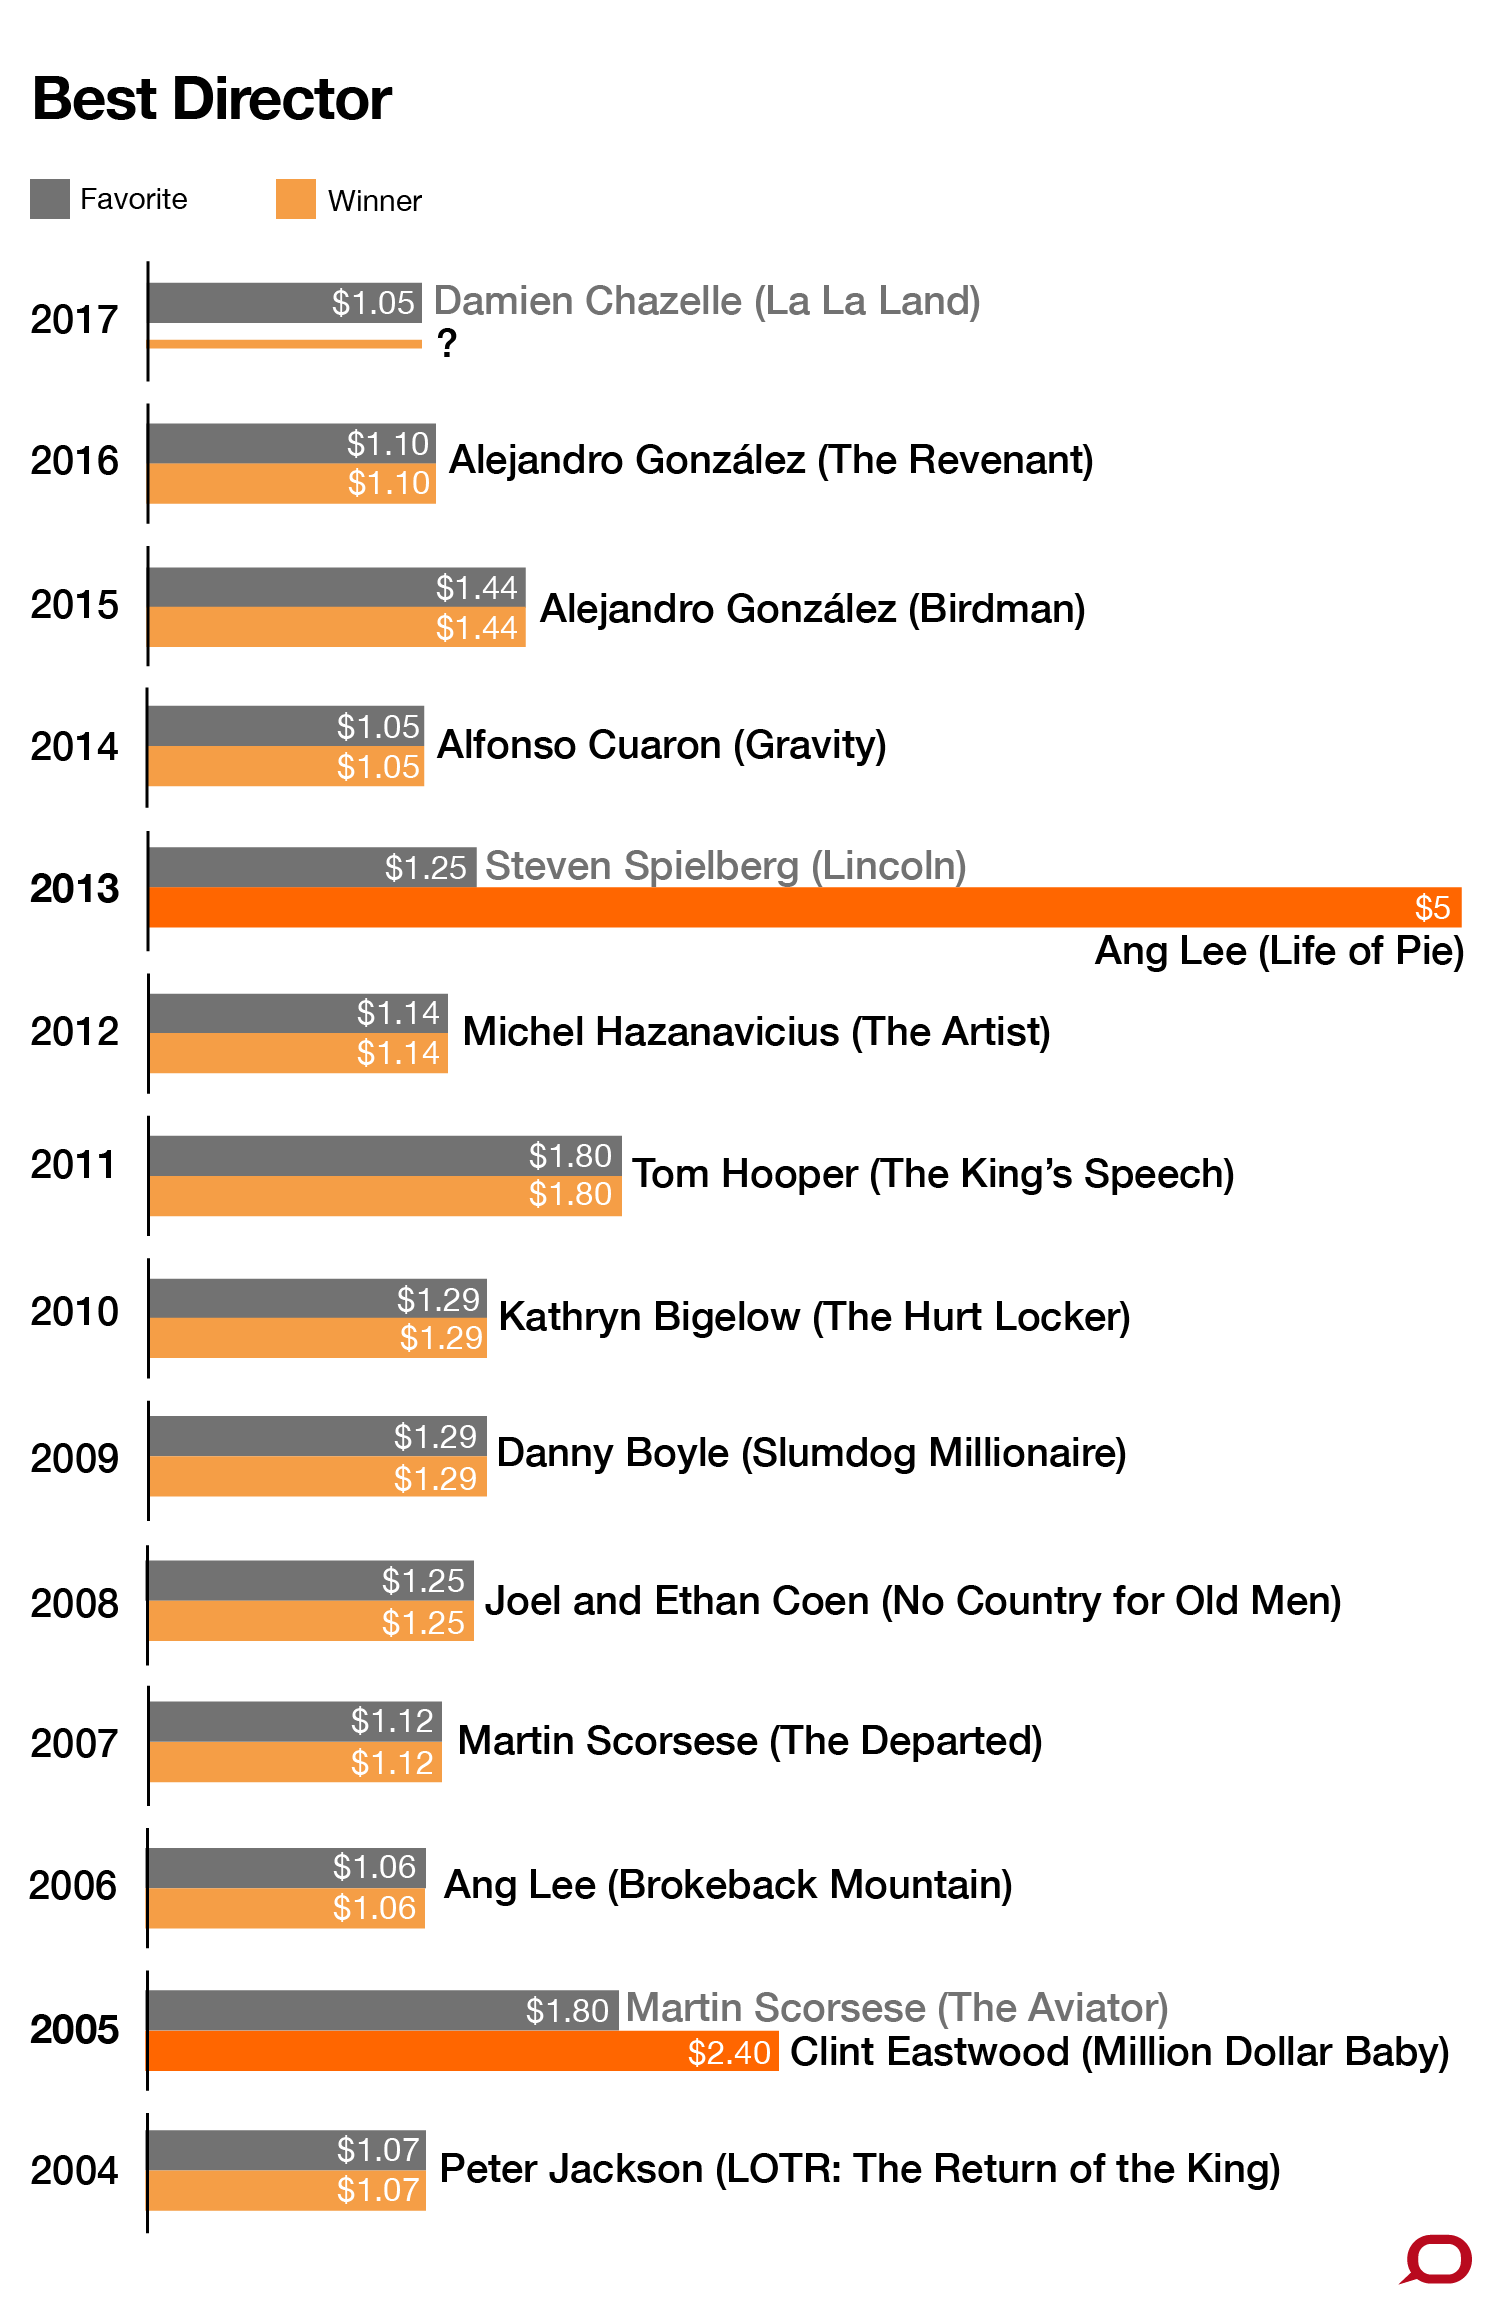 Best Director
Favorite
Winner
2017
$1.05
Damien Chazelle (La La Land)
?
2016
$1.10
$1.10
Alejandro González (The Revenant)
2015
$1.44
$1.44
Alejandro González (Birdman)
2014
$1.05
$1.05
Alfonso Cuaron (Gravity)
2013
$1.25
Steven Spielberg (Lincoln)
$5
Ang Lee (Life of Pie)
2012
$1.14
$1.14
Michel Hazanavicius (The Artist)
2011
$1.80
$1.80
Tom Hooper (The King’s Speech)
2010
$1.29
$1.29
Kathryn Bigelow (The Hurt Locker)
2009
$1.29
$1.29
Danny Boyle (Slumdog Millionaire)
2008
$1.25
$1.25
Joel and Ethan Coen (No Country for Old Men)
2007
$1.12
$1.12
Martin Scorsese (The Departed)
2006
$1.06
$1.06
Ang Lee (Brokeback Mountain)
2005
$1.80
Martin Scorsese (The Aviator)
$2.40
Clint Eastwood (Million Dollar Baby)
2004
$1.07
$1.07
Peter Jackson (LOTR: The Return of the King)